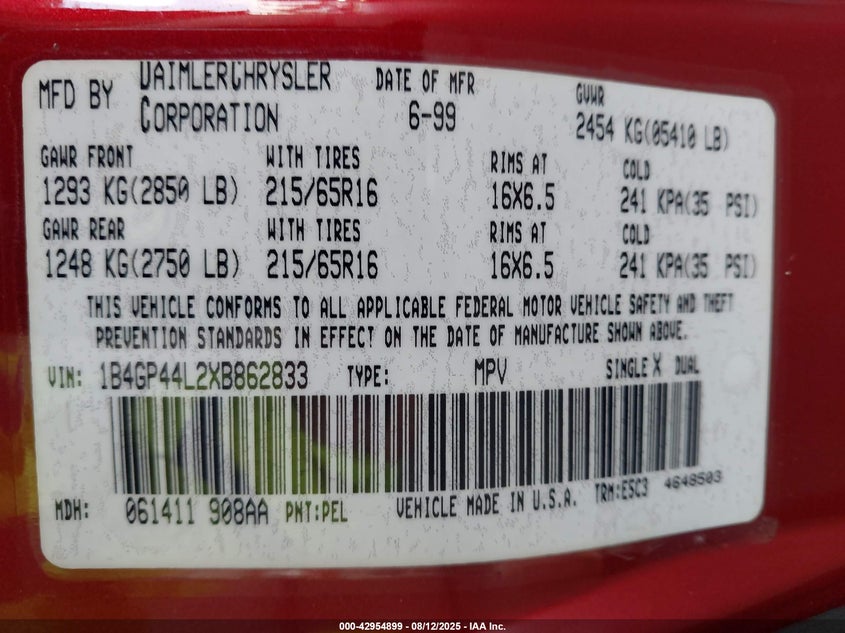 MFD BY DAIMLERCHRYSLER CORPORATION DATE OF MFR 6-99 GVWR 2454 KG(05410 LB)
GAWR FRONT WITH TIRES RIMS AT COLD
1293 KG(2850 LB) 215/65R16 16X6.5 241 KPA(35 PSI)
GAWR REAR WITH TIRES RIMS AT COLD
1248 KG(2750 LB) 215/65R16 16X6.5 241 KPA(35 PSI)
THIS VEHICLE CONFORMS TO ALL APPLICABLE FEDERAL MOTOR VEHICLE SAFETY AND THEFT
PREVENTION STANDARDS IN EFFECT ON THE DATE OF MANUFACTURE SHOWN ABOVE.
VIN: 1B4GP44L2XB862833 TYPE: MPV SINGLE X DUAL
MDH: 061411 908AA PNT:PEL VEHICLE MADE IN U.S.A. TRM:E5C3 4648503
000-42954899 - 08/12/2025 - IAA Inc.